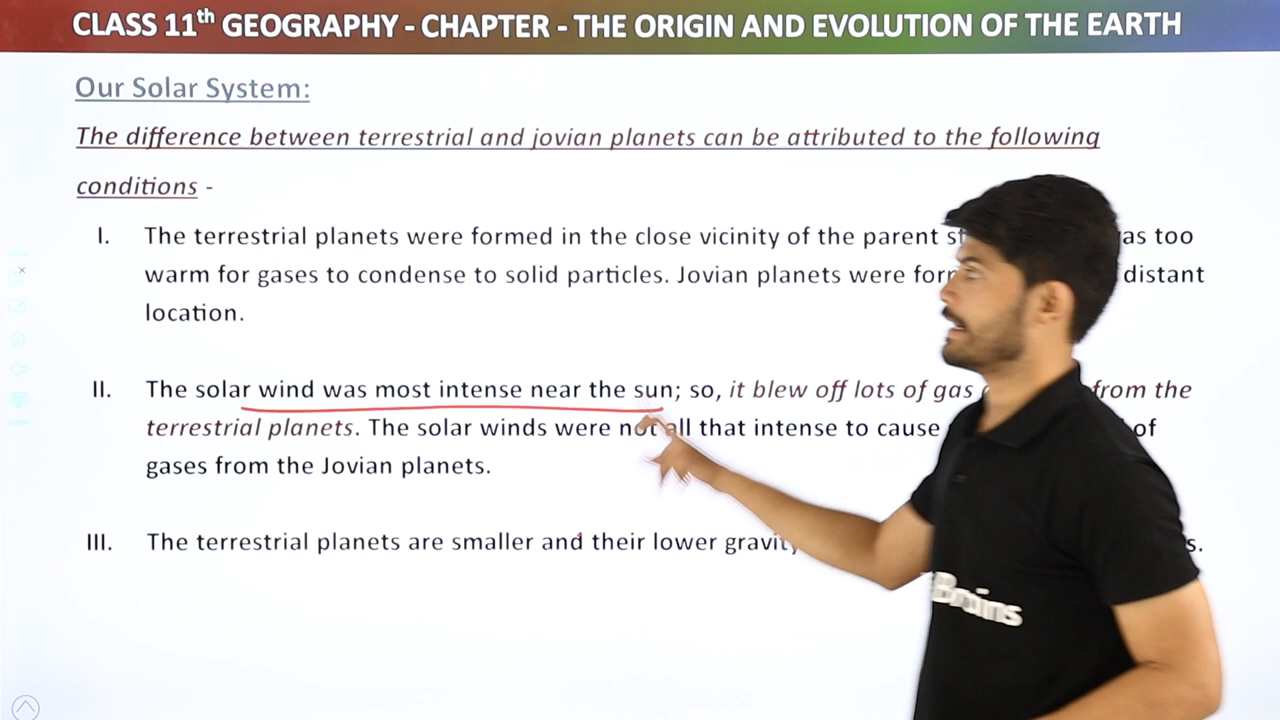 CLASS 11th GEOGRAPHY - CHAPTER - THE ORIGIN AND EVOLUTION OF THE EARTH
Our Solar System:
The difference between terrestrial and jovian planets can be attributed to the following
conditions -
I. The terrestrial planets were formed in the close vicinity of the parent as too
warm for gases to condense to solid particles. Jovian planets were distant
location.
II. The solar wind was most intense near the sun; so, it blew off lots of gas from the
terrestrial planets. The solar winds were not all that intense to cause of
gases from the Jovian planets.
III. The terrestrial planets are smaller and their lower gravity s.
Brains